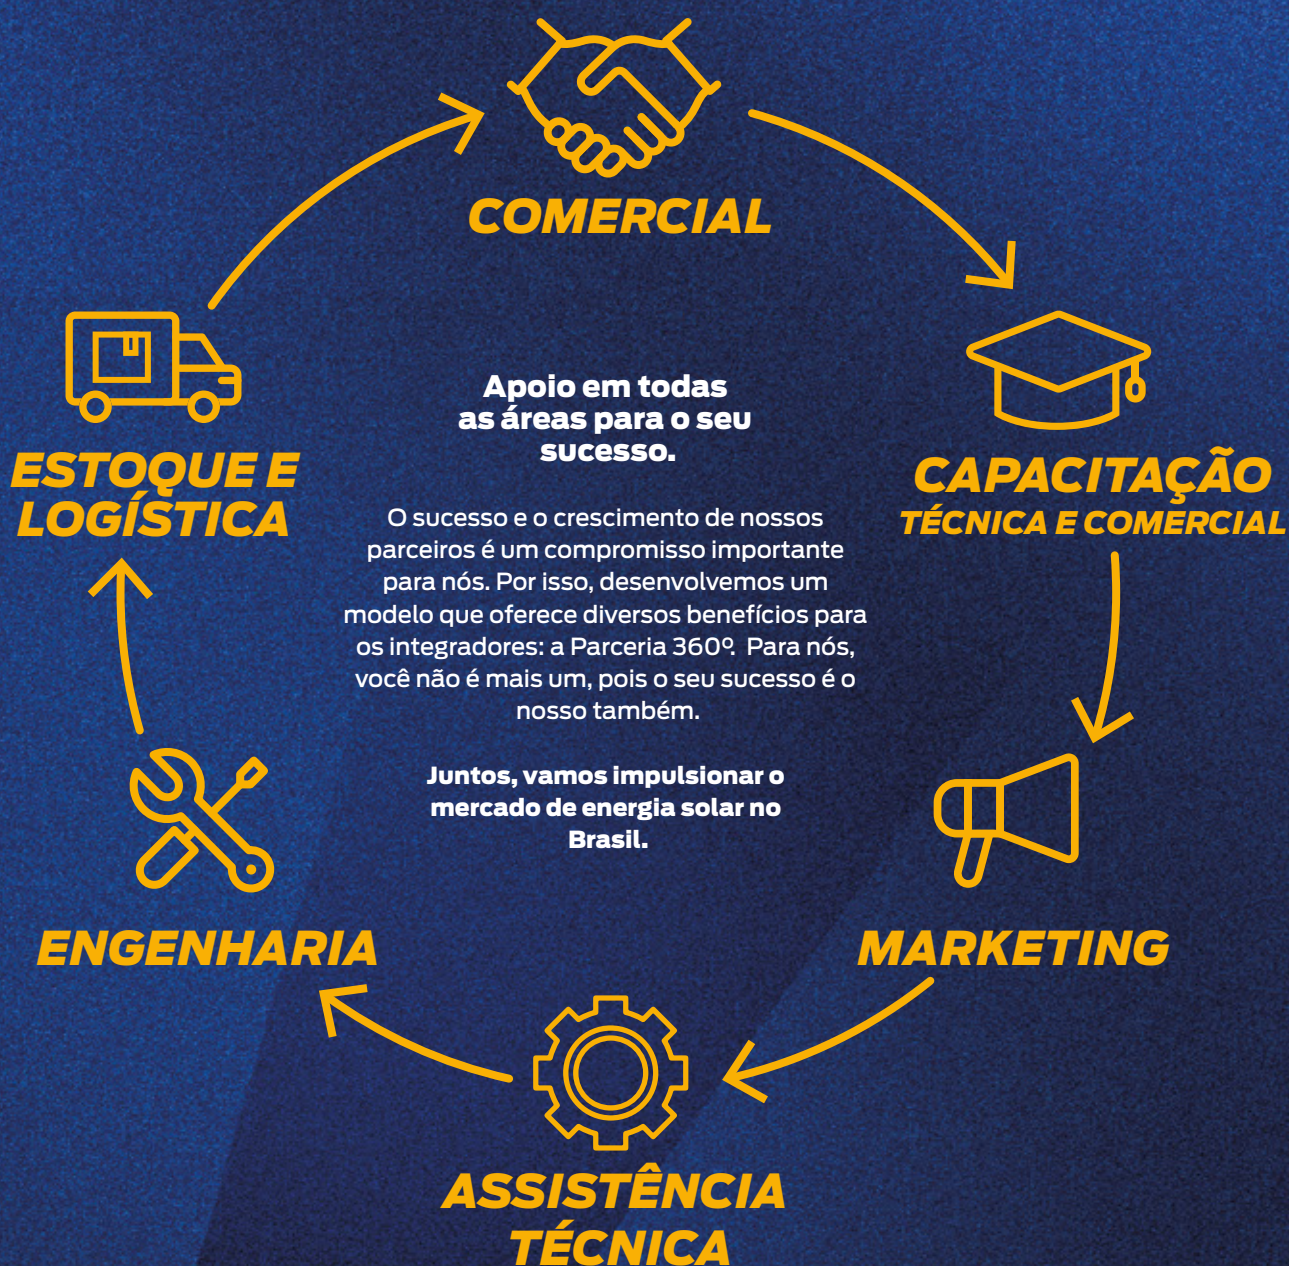 COMERCIAL
ESTOQUE E
LOGÍSTICA
Apoio em todas
as áreas para o seu
sucesso.
CAPACITAÇÃO
TÉCNICA E COMERCIAL
O sucesso e o crescimento de nossos
parceiros é um compromisso importante
para nós. Por isso, desenvolvemos um
modelo que oferece diversos benefícios para
os integradores: a Parceria 360º. Para nós,
você não é mais um, pois o seu sucesso é o
nosso também.
Juntos, vamos impulsionar o
mercado de energia solar no
Brasil.
ENGENHARIA
MARKETING
ASSISTÊNCIA
TÉCNICA